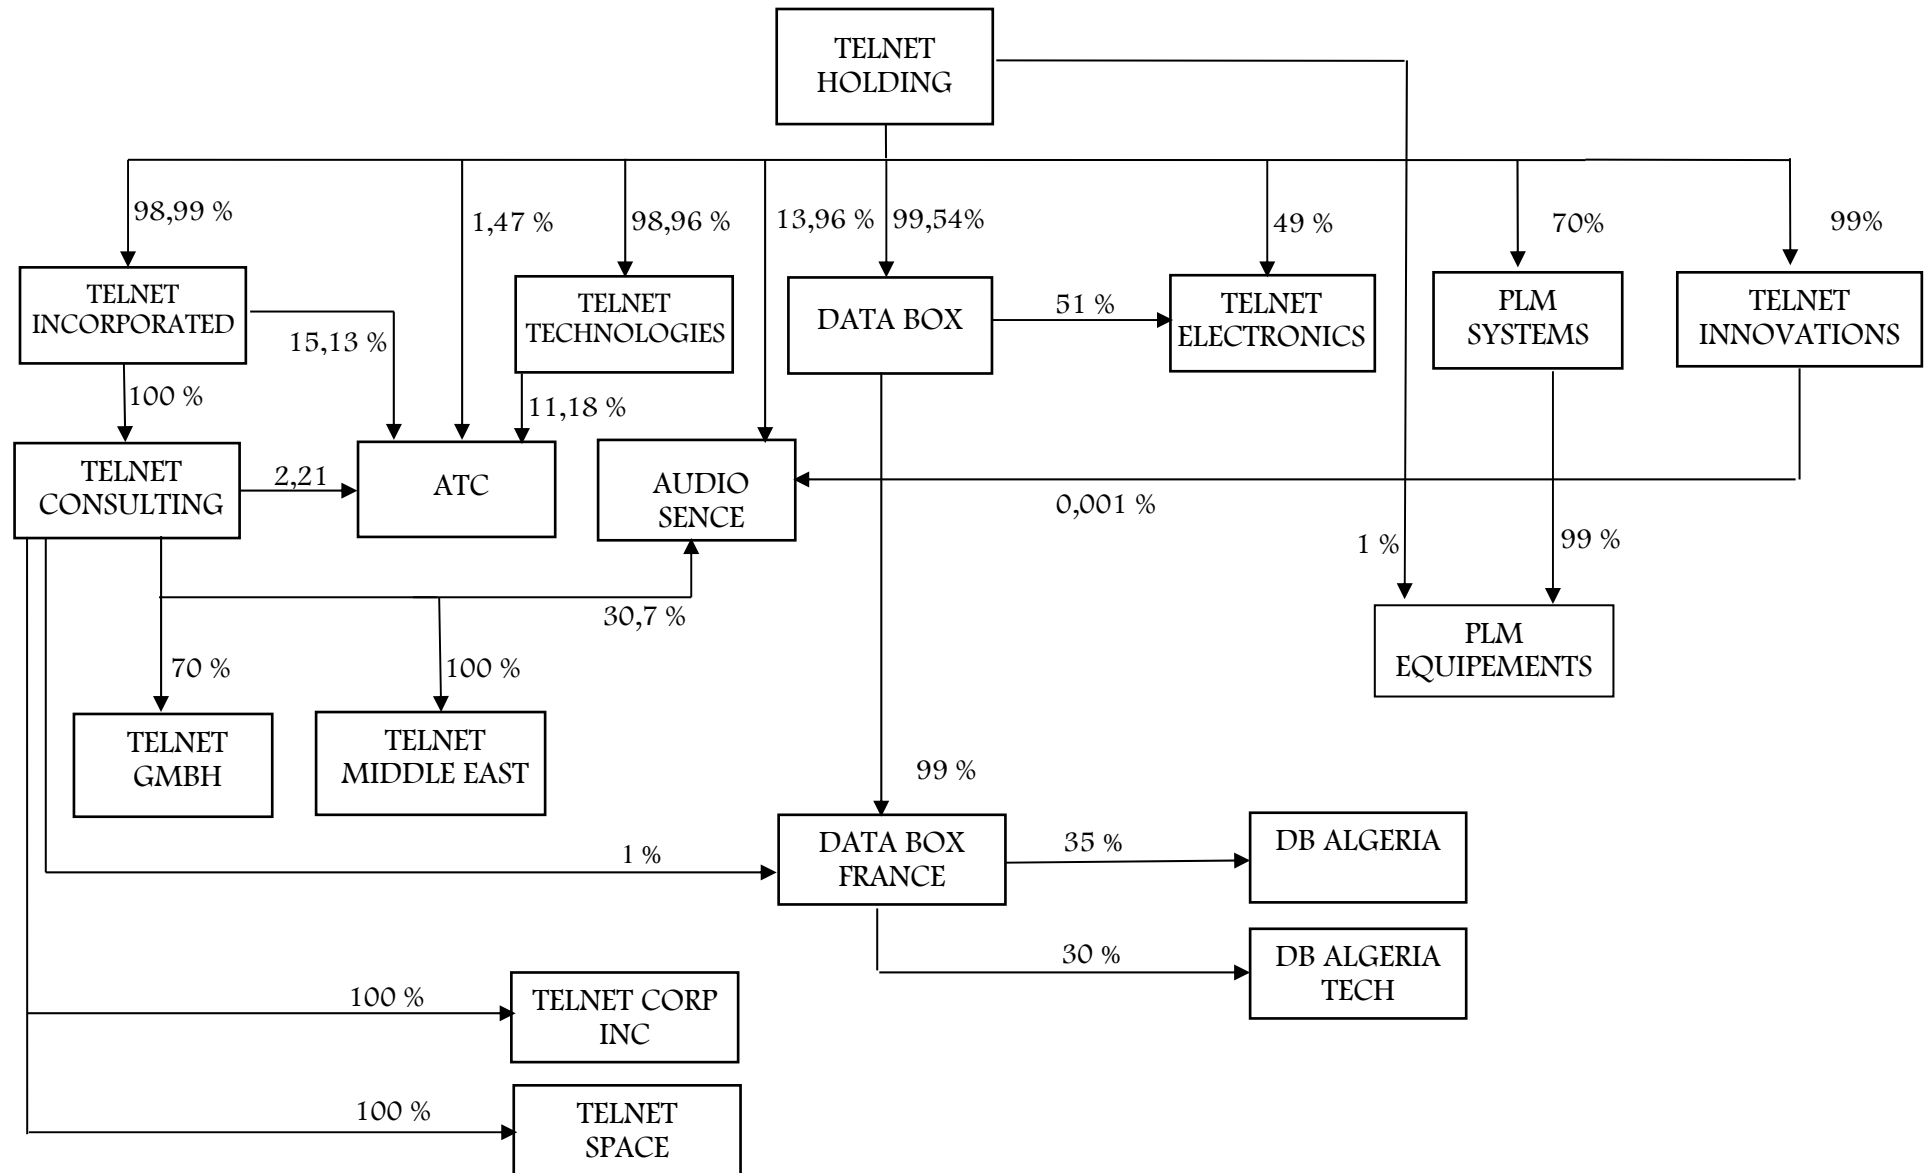 TELNET
HOLDING
98,99 %
1,47 %
98,96 %
13,96 %
99,54%
49 %
70%
99%
TELNET
INCORPORATED
TELNET
TECHNOLOGIES
DATA BOX
51 %
TELNET
ELECTRONICS
PLM
SYSTEMS
TELNET
INNOVATIONS
15,13 %
100 %
11,18 %
TELNET
CONSULTING
2,21
ATC
AUDIO
SENCE
0,001 %
1 %
99 %
30,7 %
PLM
EQUIPEMENTS
70 %
100 %
TELNET
GMBH
TELNET
MIDDLE EAST
99 %
1 %
DATA BOX
FRANCE
35 %
DB ALGERIA
30 %
DB ALGERIA
TECH
100 %
TELNET CORP
INC
100 %
TELNET
SPACE